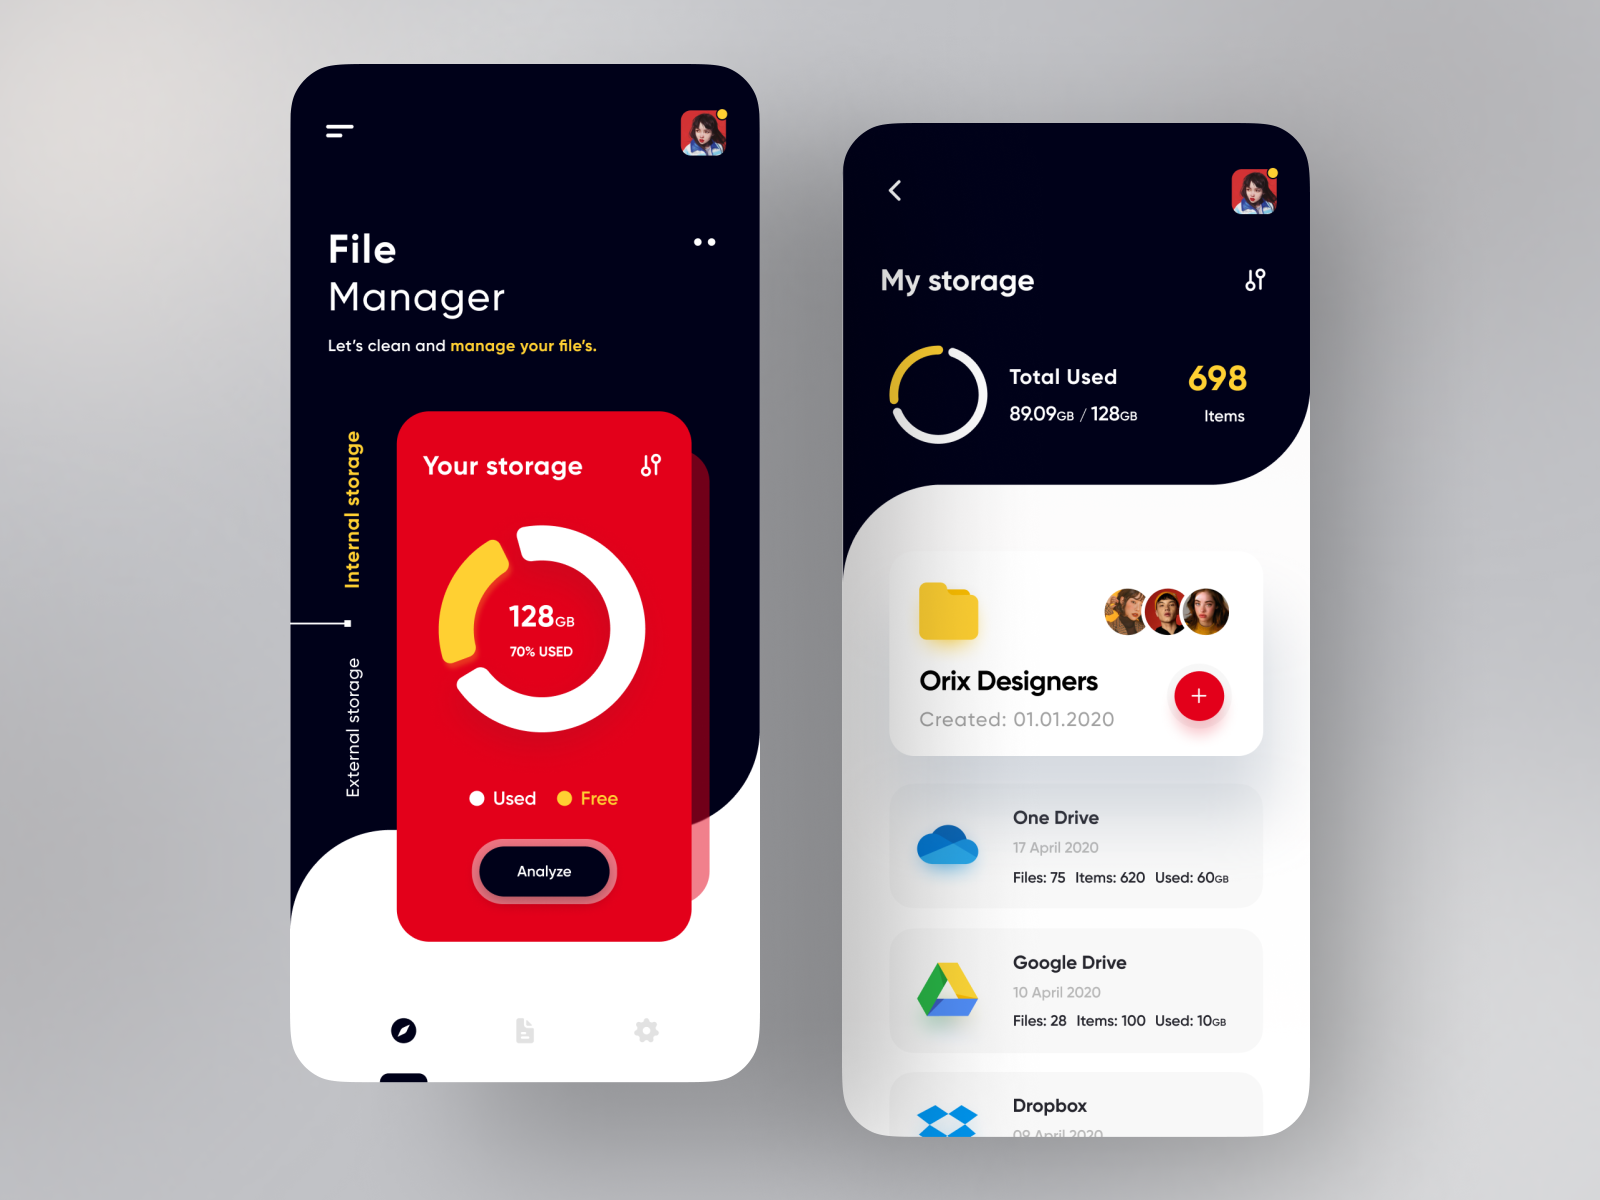 File
Manager
Let's clean and manage your file's.
Internal storage
External storage
Your storage
128GB
70% USED
Used
Free
Analyze
My storage
Total Used
89.09GB / 128GB
698
Items
Orix Designers
Created: 01.01.2020
One Drive
17 April 2020
Files: 75 Items: 620 Used: 60GB
Google Drive
10 April 2020
Files: 28 Items: 100 Used: 10GB
Dropbox
09 April 2020